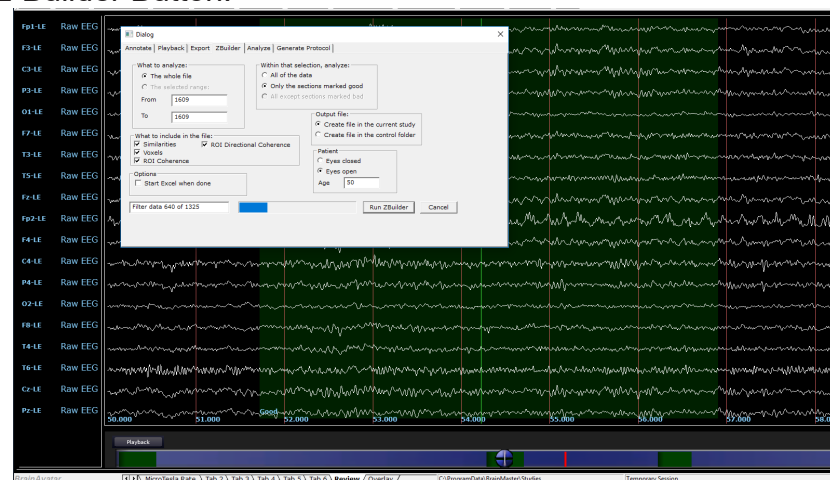 Fp1-LE Raw EEG
F3-LE Raw EEG
C3-LE Raw EEG
P3-LE Raw EEG
O1-LE Raw EEG
F7-LE Raw EEG
T3-LE Raw EEG
T5-LE Raw EEG
Fz-LE Raw EEG
Fp2-LE Raw EEG
F4-LE Raw EEG
C4-LE Raw EEG
P4-LE Raw EEG
O2-LE Raw EEG
F8-LE Raw EEG
T4-LE Raw EEG
T6-LE Raw EEG
Cz-LE Raw EEG
Pz-LE Raw EEG
Dialog
Annotate Playback Export ZBuilder Analyze Generate Protocol
What to analyze:
The whole file
The selected range:
From 1609
To 1609
Within that selection, analyze:
All of the data
Only the sections marked good
All except sections marked bad
Output file:
Create file in the current study
Create file in the control folder
What to include in the file:
Similarities ROI Directional Coherence
Voxels
ROI Coherence
Patient
Eyes closed
Eyes open
Age 50
Options
Start Excel when done
Filter data 640 of 1325 Run ZBuilder Cancel
Good
50.000 51.000 52.000 53.000 54.000 55.000 56.000 57.000 58.0
Playback
BrainAvatar MicroTesla Rate Tab 2 Tab 3 Tab 4 Tab 5 Tab 6 Review Overlay C:\ProgramData\BrainMaster\Studies Temporary Session